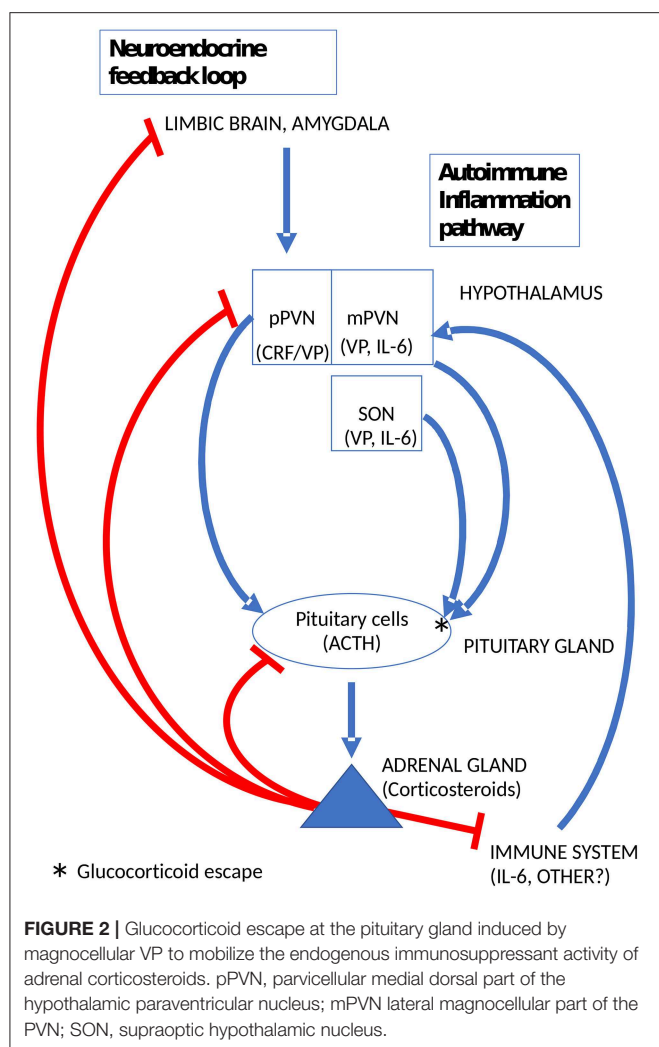 Neuroendocrine
feedback loop
LIMBIC BRAIN, AMYGDALA
Autoimmune
Inflammation
pathway
HYPOTHALAMUS
pPVN
(CRF/VP)
mPVN
(VP, IL-6)
SON
(VP, IL-6)
Pituitary cells
(ACTH)
*
PITUITARY GLAND
ADRENAL GLAND
(Corticosteroids)
IMMUNE SYSTEM
(IL-6, OTHER?)
* Glucocorticoid escape
FIGURE 2 | Glucocorticoid escape at the pituitary gland induced by
magnocellular VP to mobilize the endogenous immunosuppressant activity of
adrenal corticosteroids. pPVN, parvicellular medial dorsal part of the
hypothalamic paraventricular nucleus; mPVN lateral magnocellular part of the
PVN; SON, supraoptic hypothalamic nucleus.